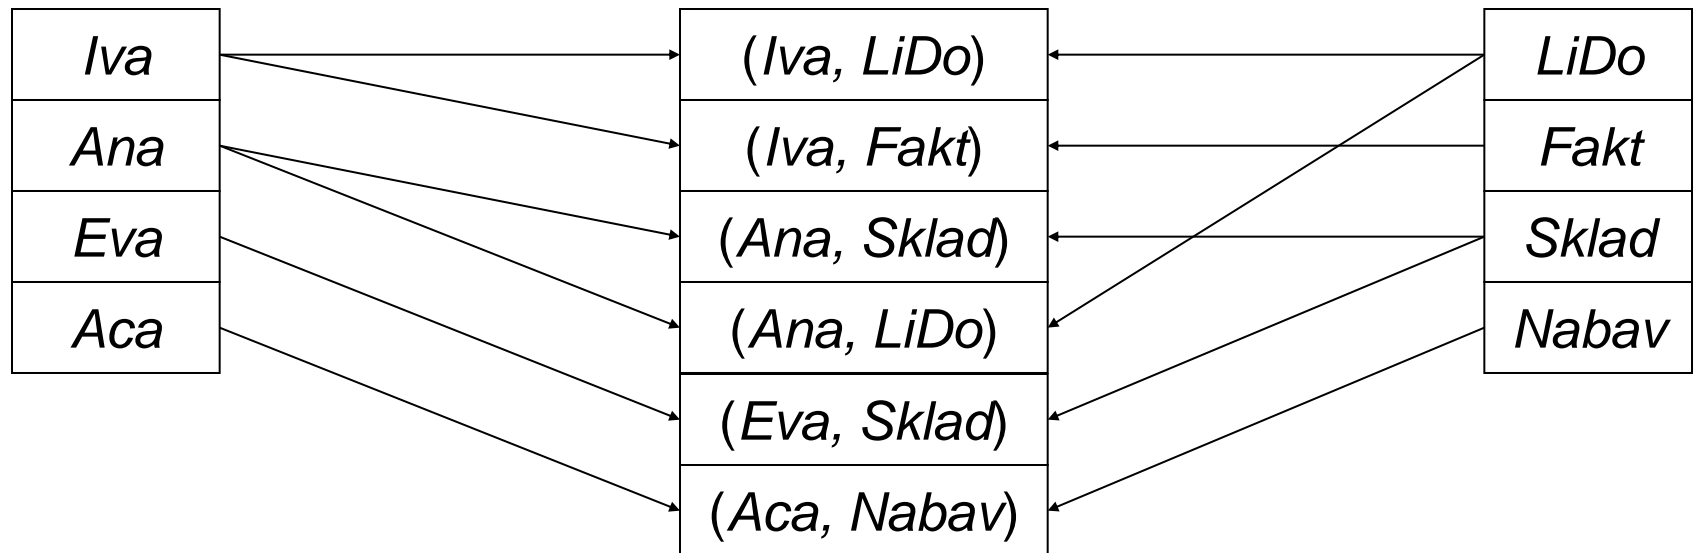 Iva
Ana
Eva
Aca
(Iva, LiDo)
(Iva, Fakt)
(Ana, Sklad)
(Ana, LiDo)
(Eva, Sklad)
(Aca, Nabav)
LiDo
Fakt
Sklad
Nabav